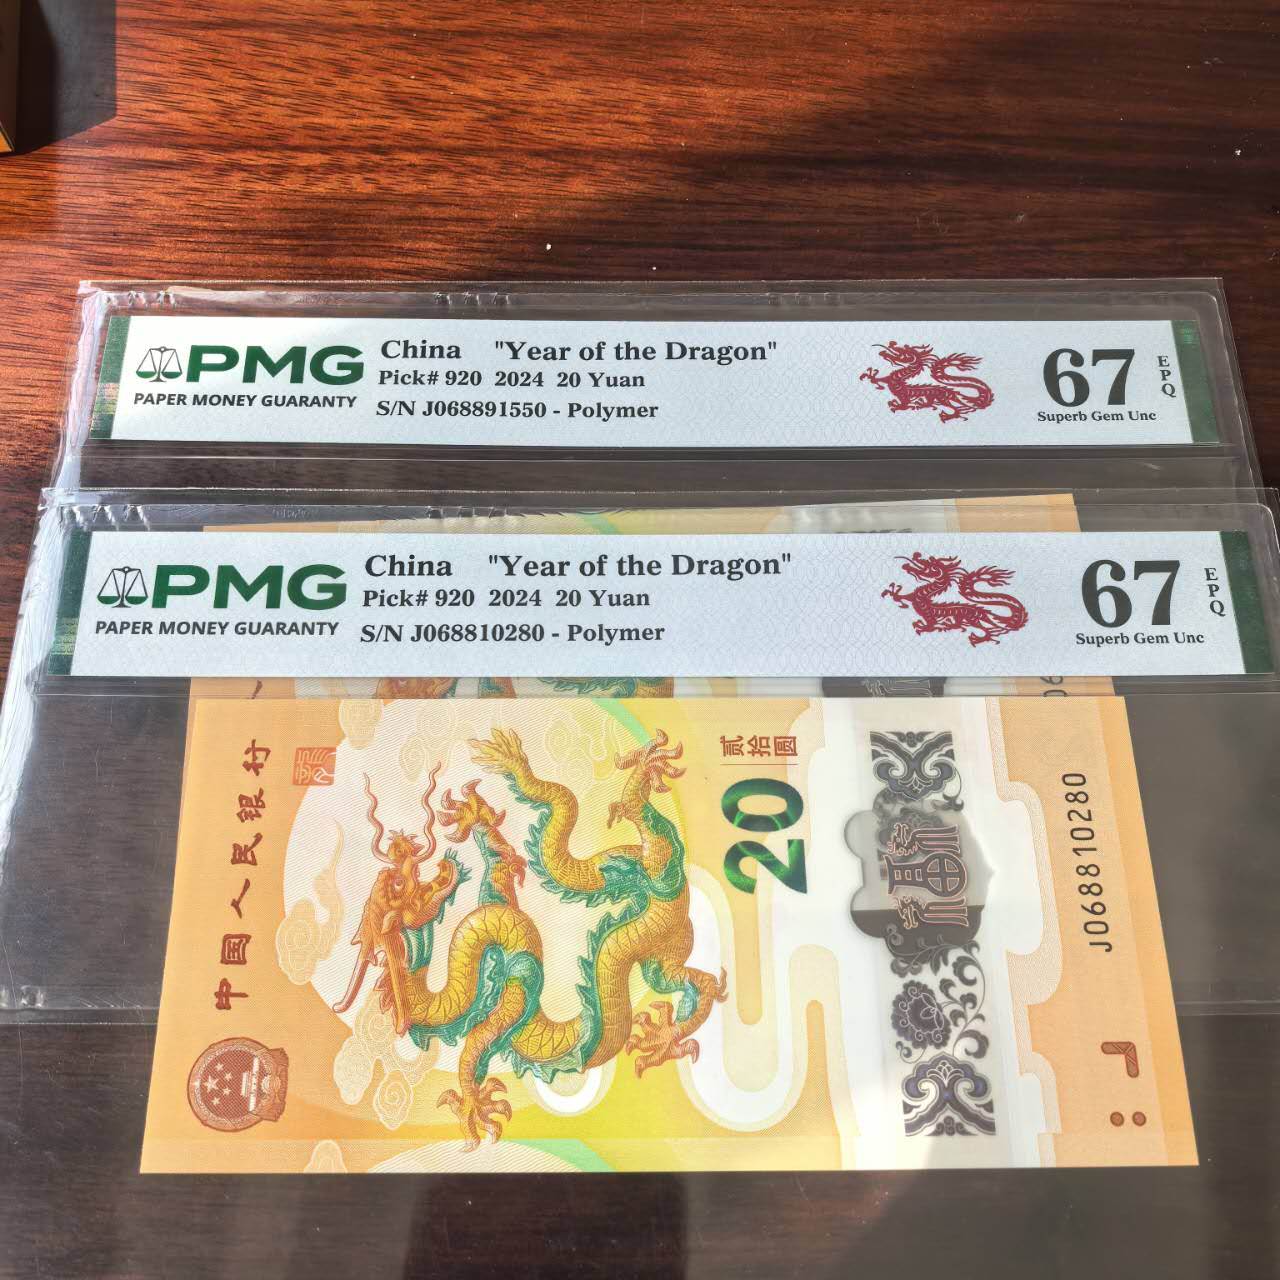 PMG
PAPER MONEY GUARANTY
China "Year of the Dragon"
Pick# 920 2024 20 Yuan
S/N J068891550 - Polymer
67
EPQ
Superb Gem Unc
PMG
PAPER MONEY GUARANTY
China "Year of the Dragon"
Pick# 920 2024 20 Yuan
S/N J068810280 - Polymer
67
EPQ
Superb Gem Unc
中国人民银行
贰拾圆
20
J068810280